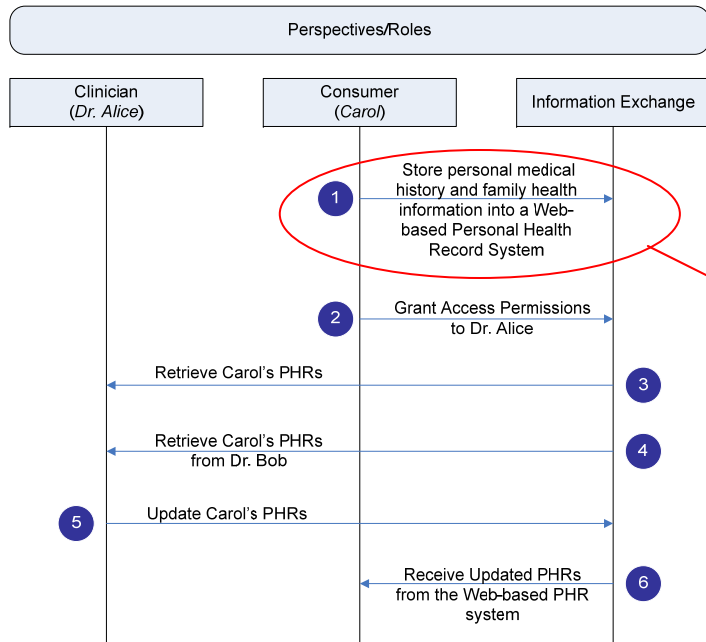 Perspectives/Roles
Clinician
(Dr. Alice)
Consumer
(Carol)
Information Exchange
1
Store personal medical
history and family health
information into a Web-
based Personal Health
Record System
2
Grant Access Permissions
to Dr. Alice
Retrieve Carol's PHRs
3
Retrieve Carol's PHRs
from Dr. Bob
4
5
Update Carol's PHRs
Receive Updated PHRs
from the Web-based PHR
system
6